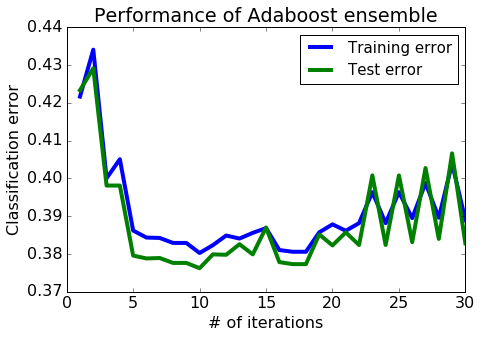 Performance of Adaboost ensemble
0.44
0.43
0.42
0.41
0.40
0.39
0.38
0.37
Classification error
Training error
Test error
0 5 10 15 20 25 30
# of iterations